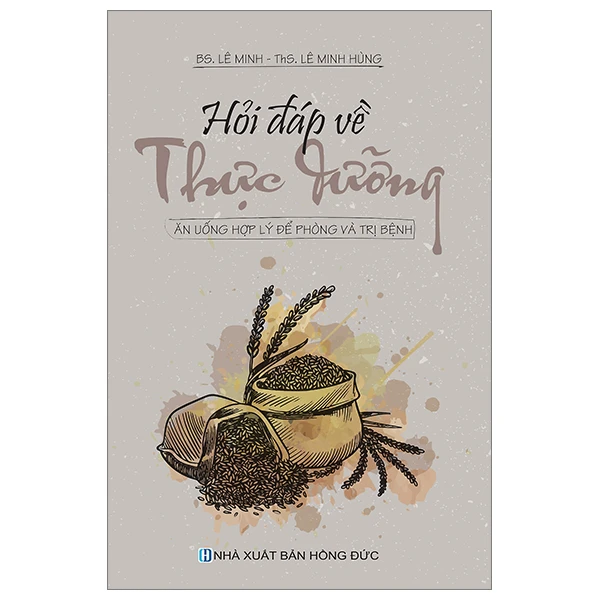 BS. LÊ MINH - ThS. LÊ MINH HÙNG
Hỏi đáp về
Thực dưỡng
ĂN UỐNG HỢP LÝ ĐỂ PHÒNG VÀ TRỊ BỆNH
NHÀ XUẤT BẢN HỒNG ĐỨC